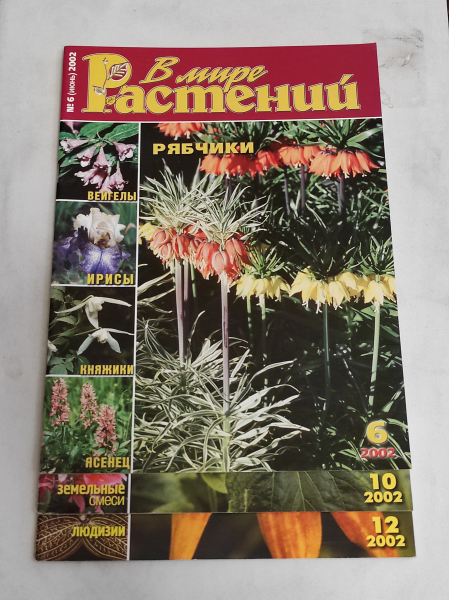 № 6 (июнь) 2002
В мире
Растений
РЯБЧИКИ
ВЕЙГЕЛЫ
ИРИСЫ
КНЯЖИКИ
ЯСЕНЕЦ
6
2002
ЗЕМЕЛЬНЫЕ
СМЕСИ
10
2002
ЛЮДИЗИИ
12
2002